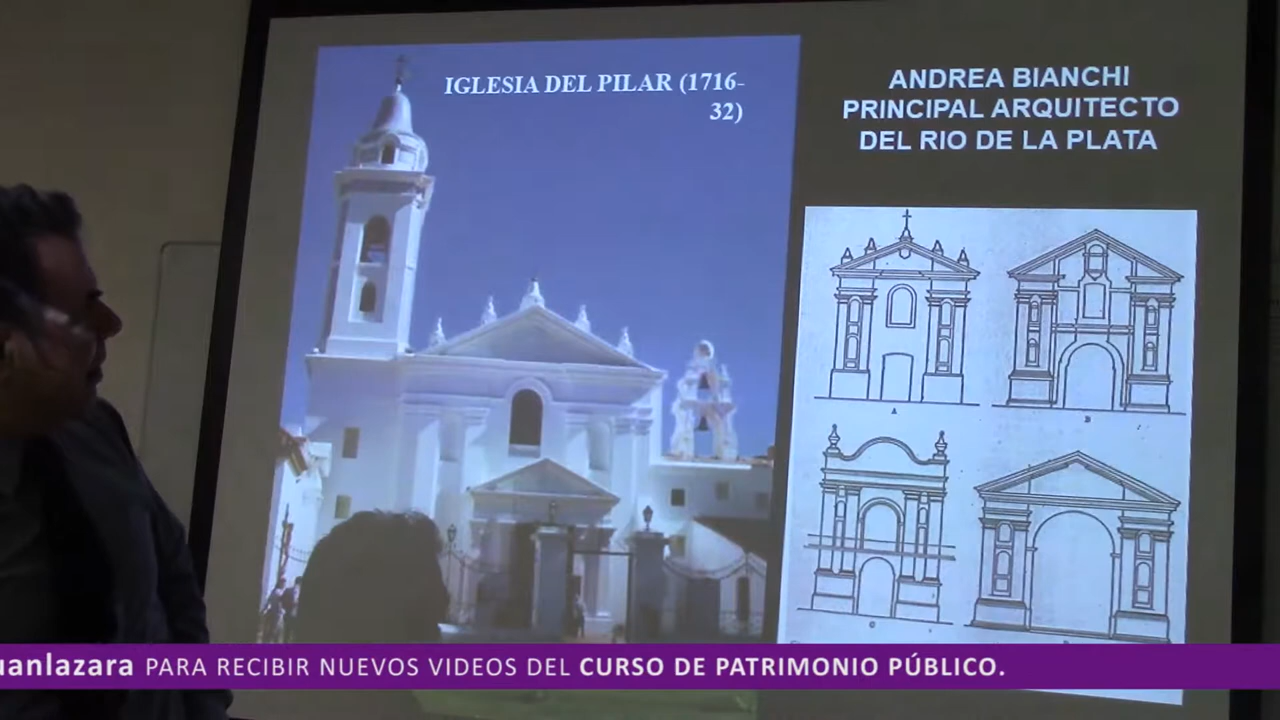 IGLESIA DEL PILAR (1716-
32)
ANDREA BIANCHI
PRINCIPAL ARQUITECTO
DEL RIO DE LA PLATA
A
B
uanlazara PARA RECIBIR NUEVOS VIDEOS DEL CURSO DE PATRIMONIO PÚBLICO.